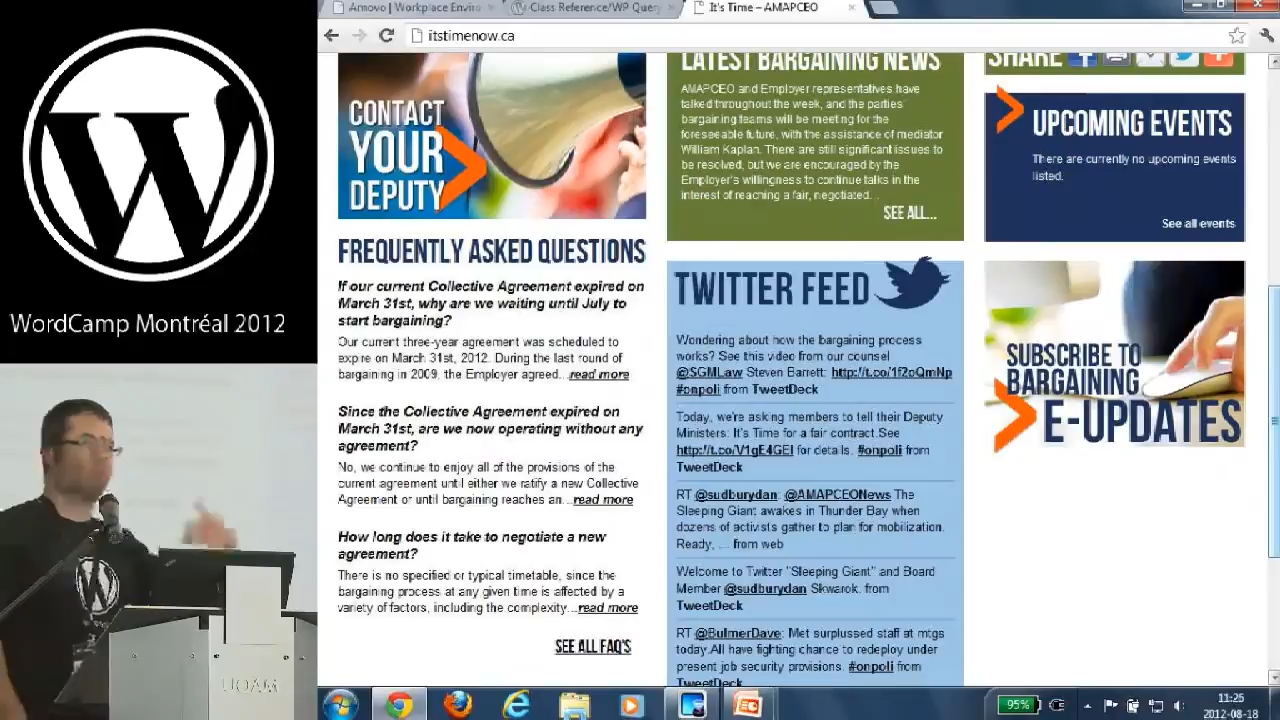 WordCamp Montréal 2012
UQAM
Amovo | Workplace Enviro
Class Reference/WP Query
It's Time – AMAPCEO
itstimenow.ca
CONTACT
YOUR
DEPUTY
FREQUENTLY ASKED QUESTIONS
If our current Collective Agreement expired on
March 31st, why are we waiting until July to
start bargaining?
Our current three-year agreement was scheduled to
expire on March 31st, 2012. During the last round of
bargaining in 2009, the Employer agreed...read more
Since the Collective Agreement expired on
March 31st, are we now operating without any
agreement?
No, we continue to enjoy all of the provisions of the
current agreement until either we ratify a new Collective
Agreement or until bargaining reaches an...read more
How long does it take to negotiate a new
agreement?
There is no specified or typical timetable, since the
bargaining process at any given time is affected by a
variety of factors, including the complexity...read more
SEE ALL FAQ'S
LATEST BARGAINING NEWS
AMAPCEO and Employer representatives have
talked throughout the week, and the parties'
bargaining teams will be meeting for the
foreseeable future, with the assistance of mediator
William Kaplan. There are still significant issues to
be resolved, but we are encouraged by the
Employer's willingness to continue talks in the
interest of reaching a fair, negotiated...
SEE ALL...
TWITTER FEED
Wondering about how the bargaining process
works? See this video from our counsel
@SGMLaw Steven Barrett: http://t.co/1f2oQmNp
#onpoli from TweetDeck
Today, we're asking members to tell their Deputy
Ministers: It's Time for a fair contract.See
http://t.co/V1gE4GEI for details. #onpoli from
TweetDeck
RT @sudburydan: @AMAPCEONews The
Sleeping Giant awakes in Thunder Bay when
dozens of activists gather to plan for mobilization.
Ready, ... from web
Welcome to Twitter "Sleeping Giant" and Board
Member @sudburydan Skwarok. from
TweetDeck
RT @BulmerDave: Met surplussed staff at mtgs
today.All have fighting chance to redeploy under
present job security provisions. #onpoli from
TweetDeck
SHARE
UPCOMING EVENTS
There are currently no upcoming events
listed.
See all events
SUBSCRIBE TO
BARGAINING
E-UPDATES
95%
11:25
2012-08-18